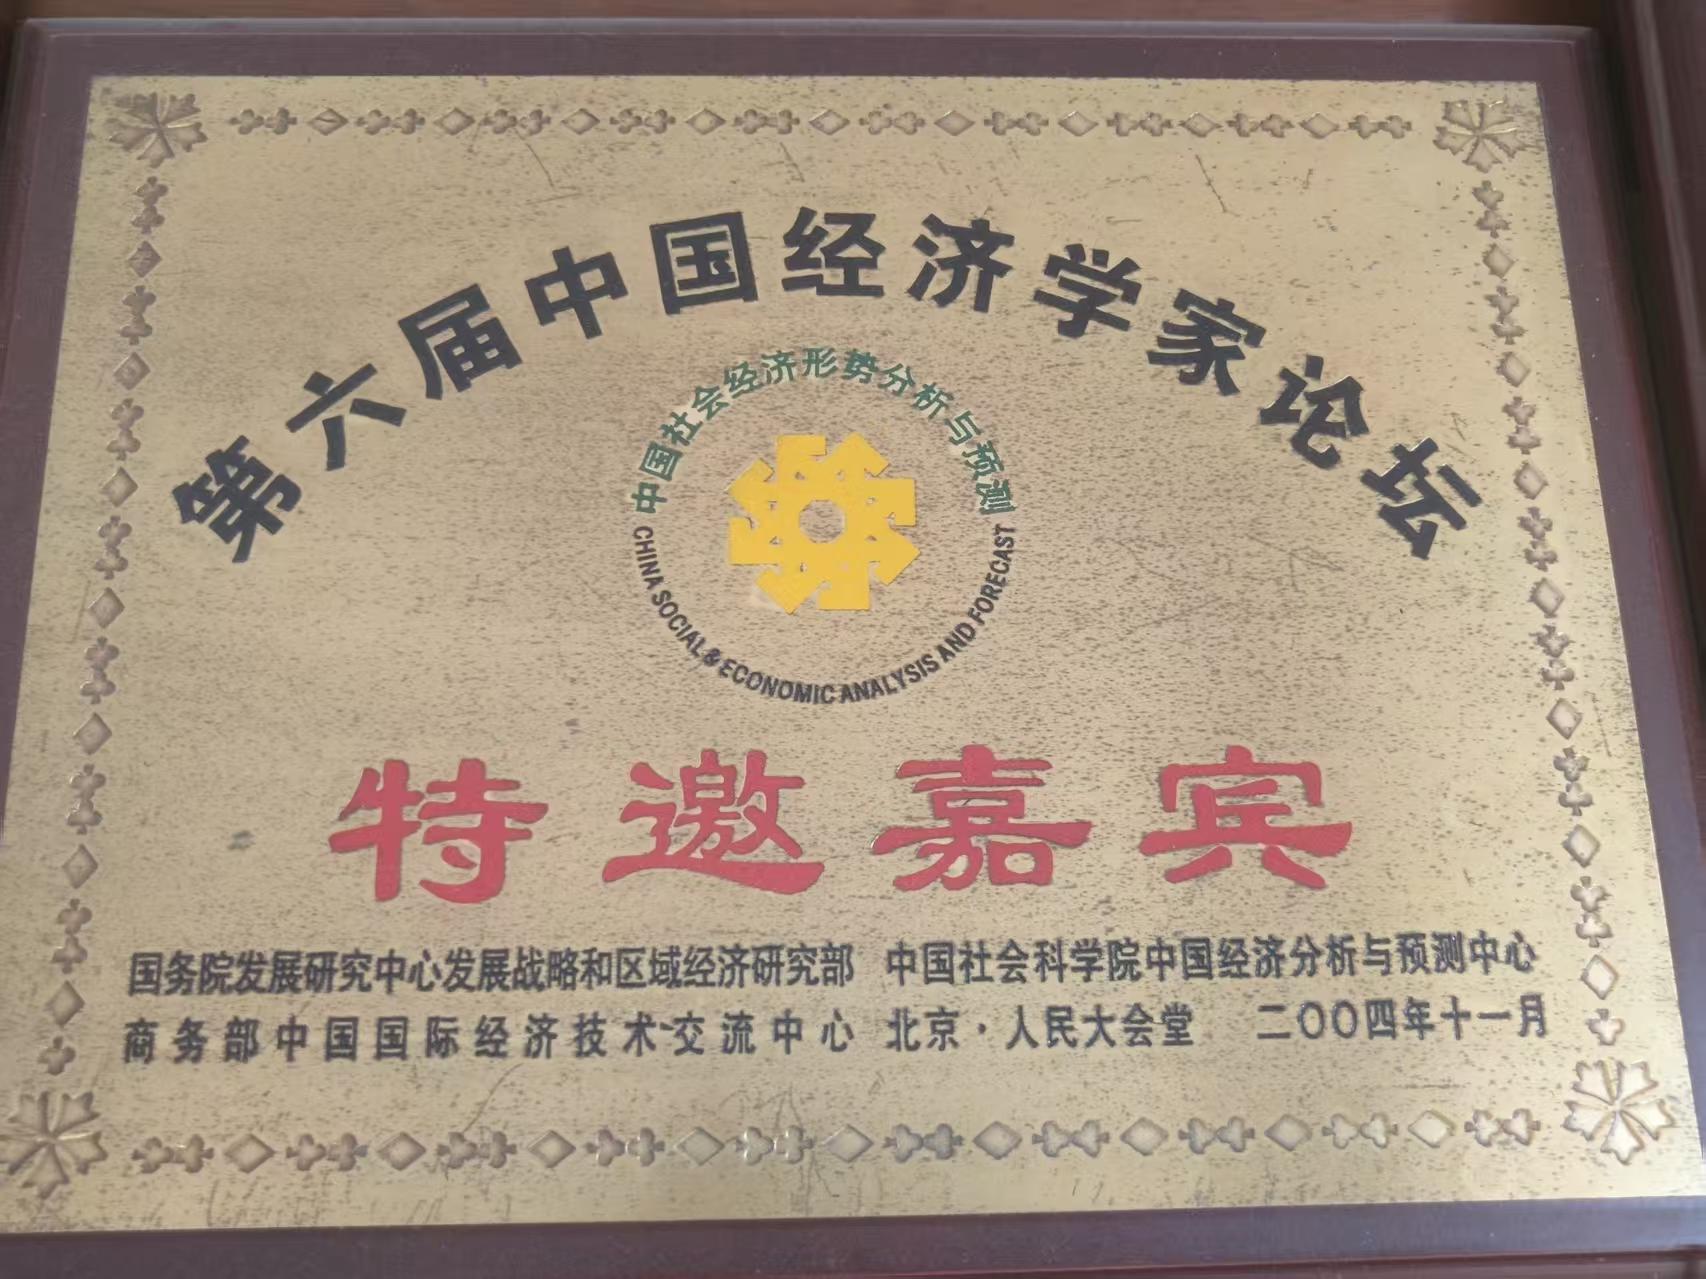 第六届中国经济学家论坛
中国社会经济形势分析与预测
CHINA SOCIAL & ECONOMIC ANALYSIS AND FORECAST
特邀嘉宾
国务院发展研究中心发展战略和区域经济研究部 中国社会科学院中国经济分析与预测中心
商务部中国国际经济技术交流中心 北京·人民大会堂 二〇〇四年十一月